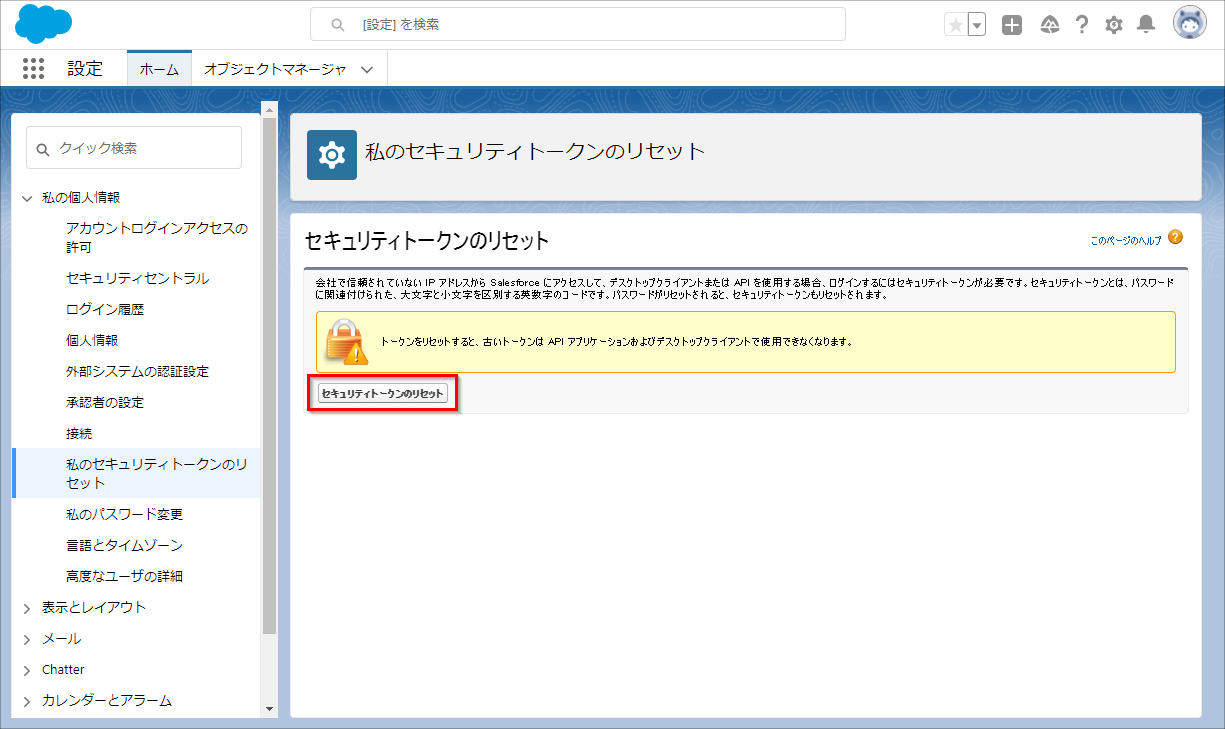 [設定] を検索
設定
ホーム
オブジェクトマネージャ
クイック検索
私の個人情報
アカウントログインアクセスの
許可
セキュリティセントラル
ログイン履歴
個人情報
外部システムの認証設定
承認者の設定
接続
私のセキュリティトークンのリ
セット
私のパスワード変更
言語とタイムゾーン
高度なユーザの詳細
表示とレイアウト
メール
Chatter
カレンダーとアラーム
私のセキュリティトークンのリセット
セキュリティトークンのリセット
このページのヘルプ
会社で信頼されていない IP アドレスから Salesforce にアクセスして、デスクトップクライアントまたは API を使用する場合、ログインするにはセキュリティトークンが必要です。セキュリティトークンとは、パスワード
に関連付けられた、大文字と小文字を区別する英数字のコードです。パスワードがリセットされると、セキュリティトークンもリセットされます。
トークンをリセットすると、古いトークンは API アプリケーションおよびデスクトップクライアントで使用できなくなります。
セキュリティトークンのリセット